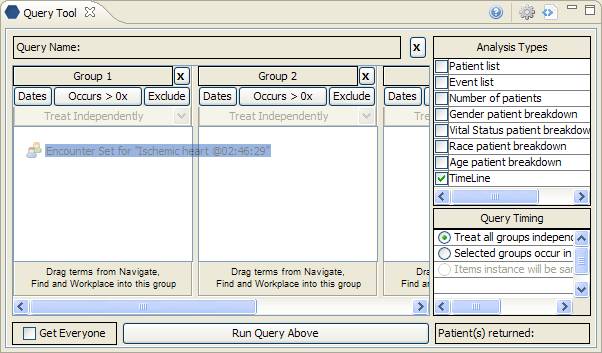 Query Tool
Query Name:
X
Group 1
X
Group 2
X
Dates
Occurs > 0x
Exclude
Dates
Occurs > 0x
Exclude
Dates
Treat Independently
Treat Independently
Encounter Set for "Ischemic heart @02:46:29"
Drag terms from Navigate,
Find and Workplace into this group
Drag terms from Navigate,
Find and Workplace into this group
Get Everyone
Run Query Above
Analysis Types
Patient list
Event list
Number of patients
Gender patient breakdown
Vital Status patient breakdow
Race patient breakdown
Age patient breakdown
TimeLine
Query Timing
Treat all groups independ
Selected groups occur in
Items instance will be sar
Patient(s) returned: